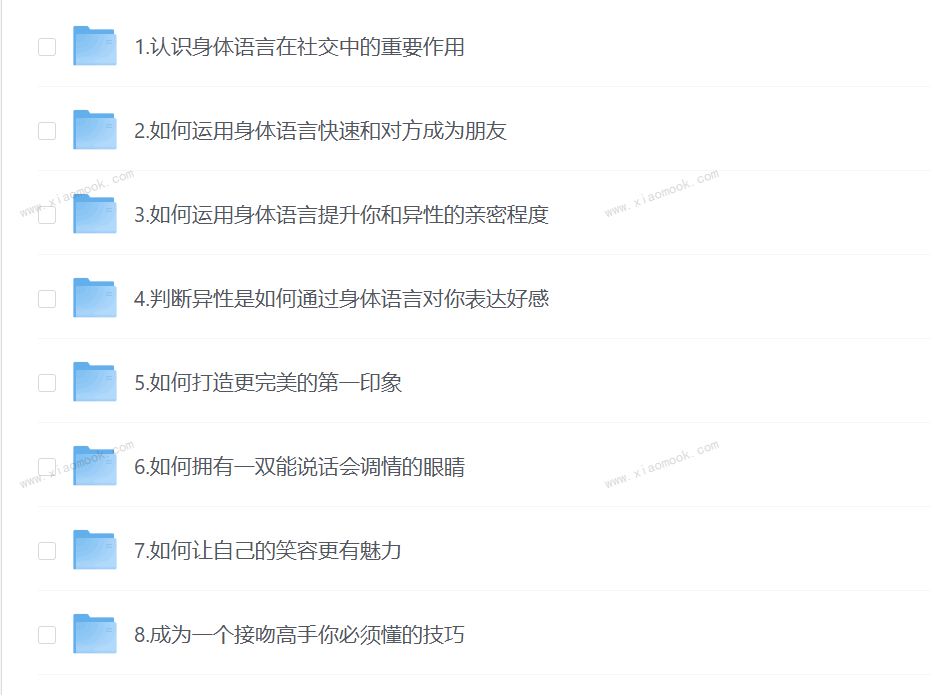 1.认识身体语言在社交中的重要作用
2.如何运用身体语言快速和对方成为朋友
www.xiaomook.com
www.xiaomook.com
3.如何运用身体语言提升你和异性的亲密程度
4.判断异性是如何通过身体语言对你表达好感
5.如何打造更完美的第一印象
www.xiaomook.com
www.xiaomook.com
6.如何拥有一双能说话会调情的眼睛
7.如何让自己的笑容更有魅力
8.成为一个接吻高手你必须懂的技巧